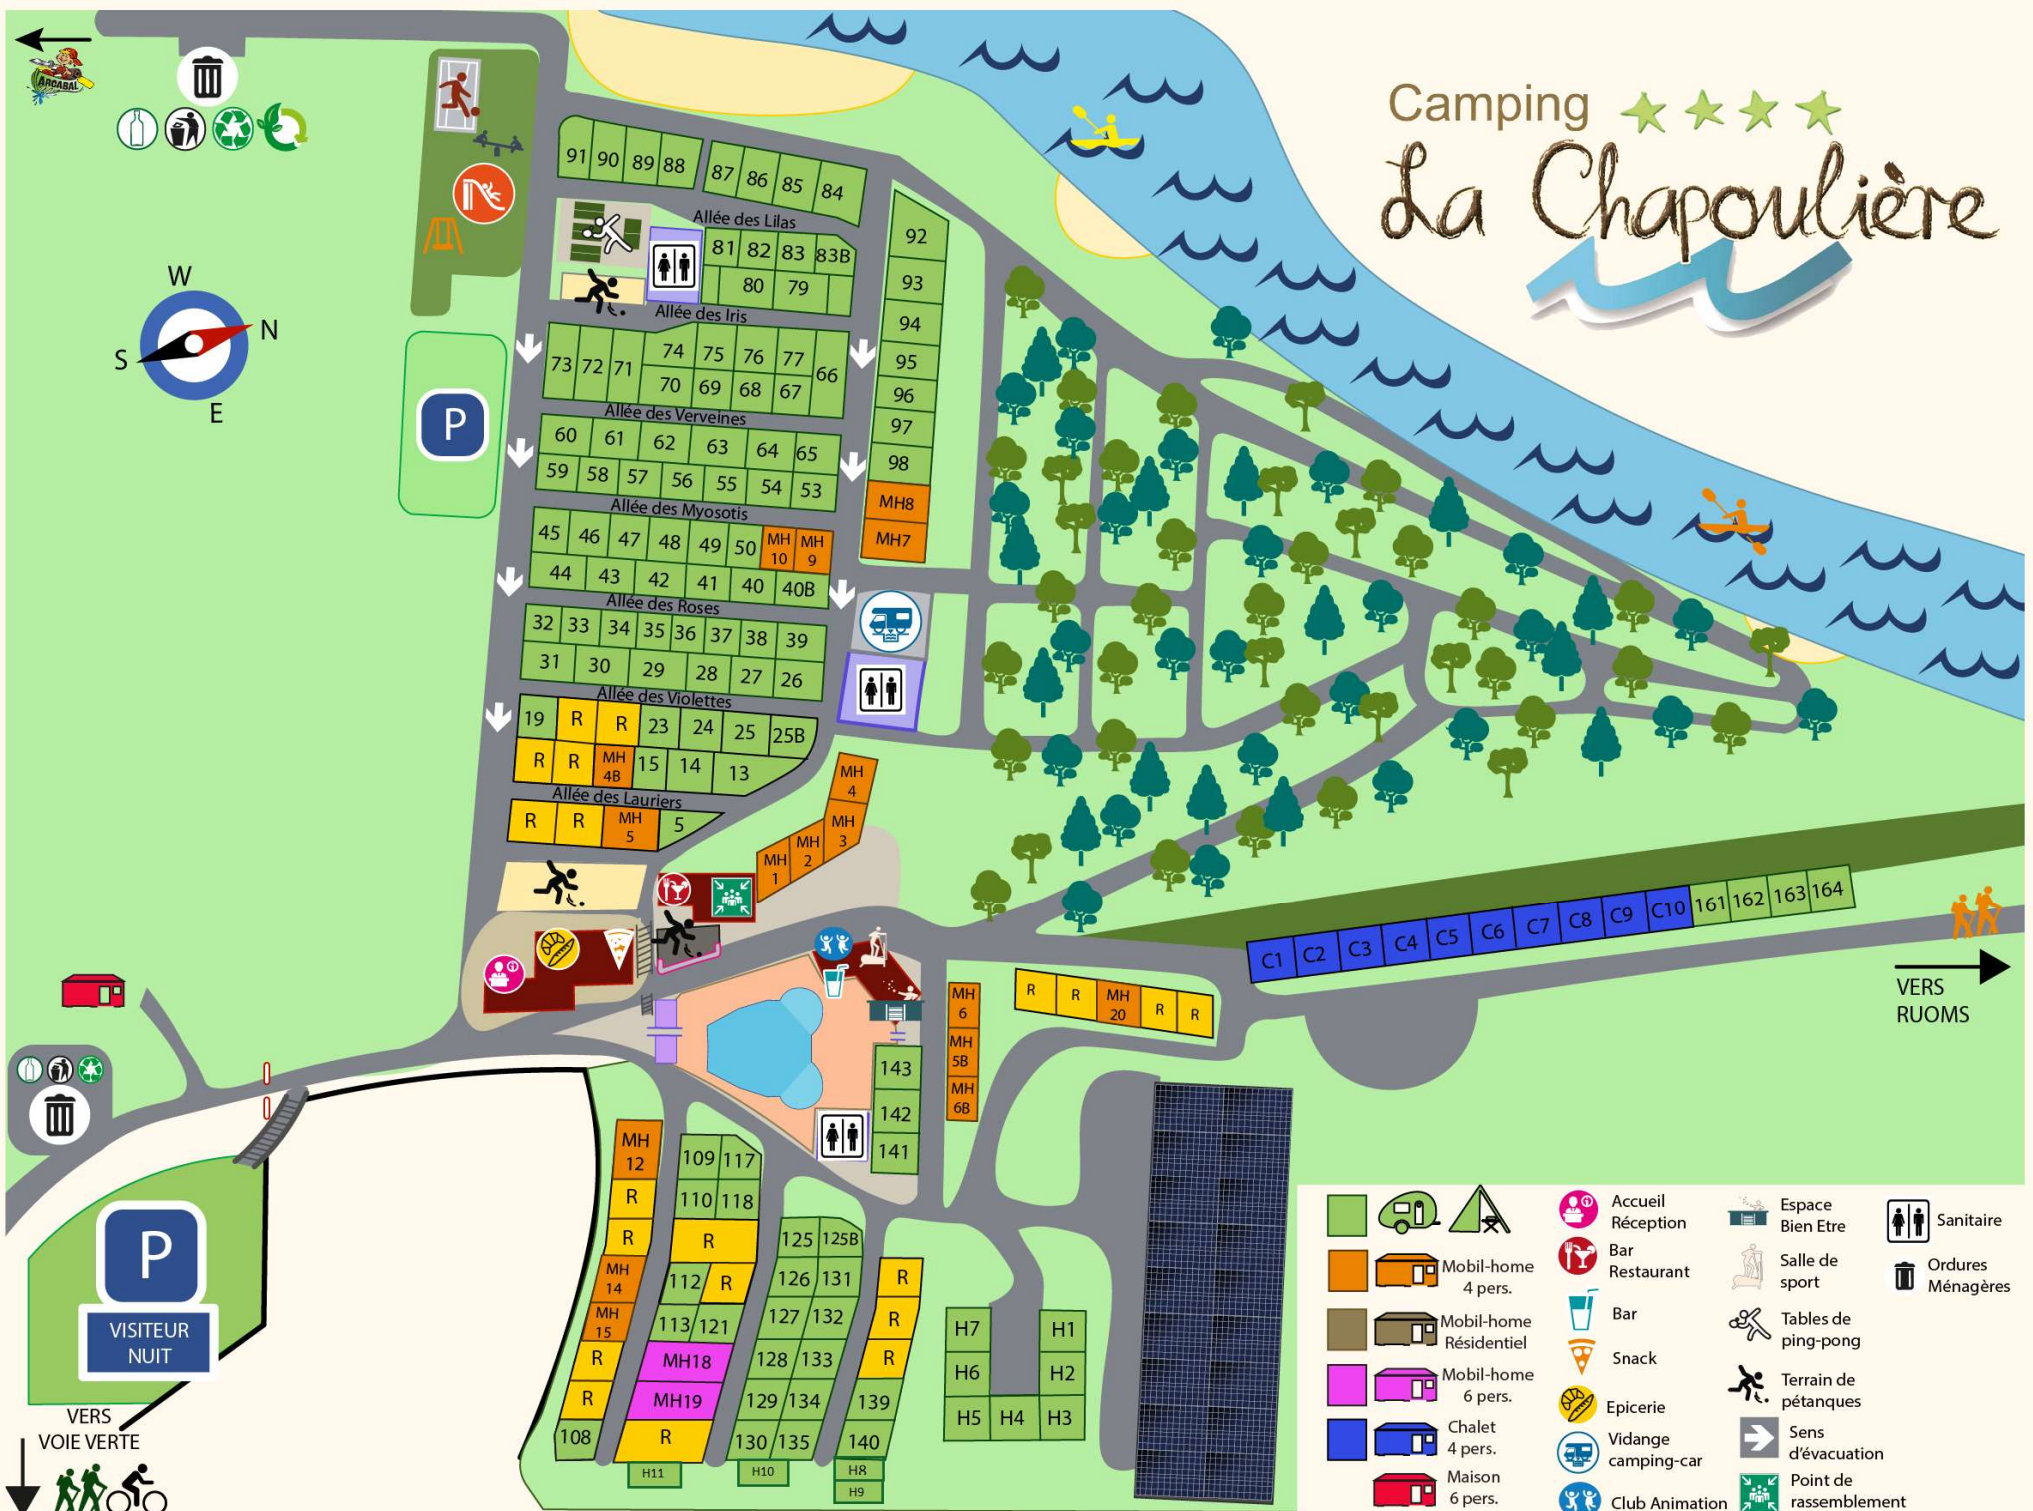 ARGABAL
Camping
La Chapoulière
W
N
S
E
91 90 89 88 87 86 85 84
Allée des Lilas
81 82 83 83B
80 79
Allée des Iris
92
93
94
95
96
97
98
MH8
MH7
73 72 71 74 75 76 77 66
70 69 68 67
Allée des Verveines
60 61 62 63 64 65
59 58 57 56 55 54 53
Allée des Myosotis
45 46 47 48 49 50 MH 10 MH 9
44 43 42 41 40 40B
Allée des Roses
32 33 34 35 36 37 38 39
31 30 29 28 27 26
Allée des Violettes
19 R R 23 24 25 25B
R R MH 4B 15 14 13
Allée des Lauriers
R R MH 5 5
MH 1
MH 2
MH 3
MH 4
P
C1 C2 C3 C4 C5 C6 C7 C8 C9 C10 161 162 163 164
VERS
RUOMS
R R MH 20 R R
MH 6
MH 5B
MH 6B
143
142
141
MH 12
R
R
MH 14
MH 15
R
R
108
109 117
110 118
R
112 R
113 121
MH18
MH19
R
H11
125 125B
126 131
127 132
128 133
129 134
130 135
H10
R
R
R
139
140
H8
H9
H7 H1
H6 H2
H5 H4 H3
P
VISITEUR
NUIT
VERS
VOIE VERTE
Mobil-home
4 pers.
Mobil-home
Résidentiel
Mobil-home
6 pers.
Chalet
4 pers.
Maison
6 pers.
Accueil
Réception
Bar
Restaurant
Bar
Snack
Epicerie
Vidange
camping-car
Club Animation
Espace
Bien Etre
Salle de
sport
Tables de
ping-pong
Terrain de
pétanques
Sens
d'évacuation
Point de
rassemblement
Sanitaire
Ordures
Ménagères